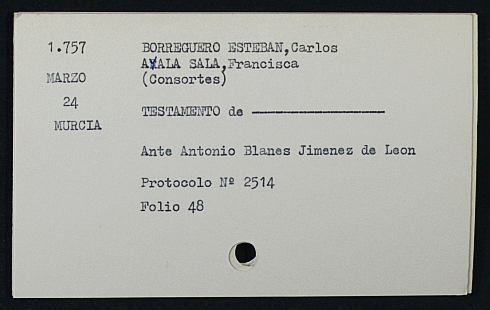 1.757 BORREGUERO ESTEBAN, Carlos
AYALA SALA, Francisca
MARZO (Consortes)
24
TESTAMENTO de ———————
MURCIA
Ante Antonio Blanes Jimenez de Leon
Protocolo Nº 2514
Folio 48